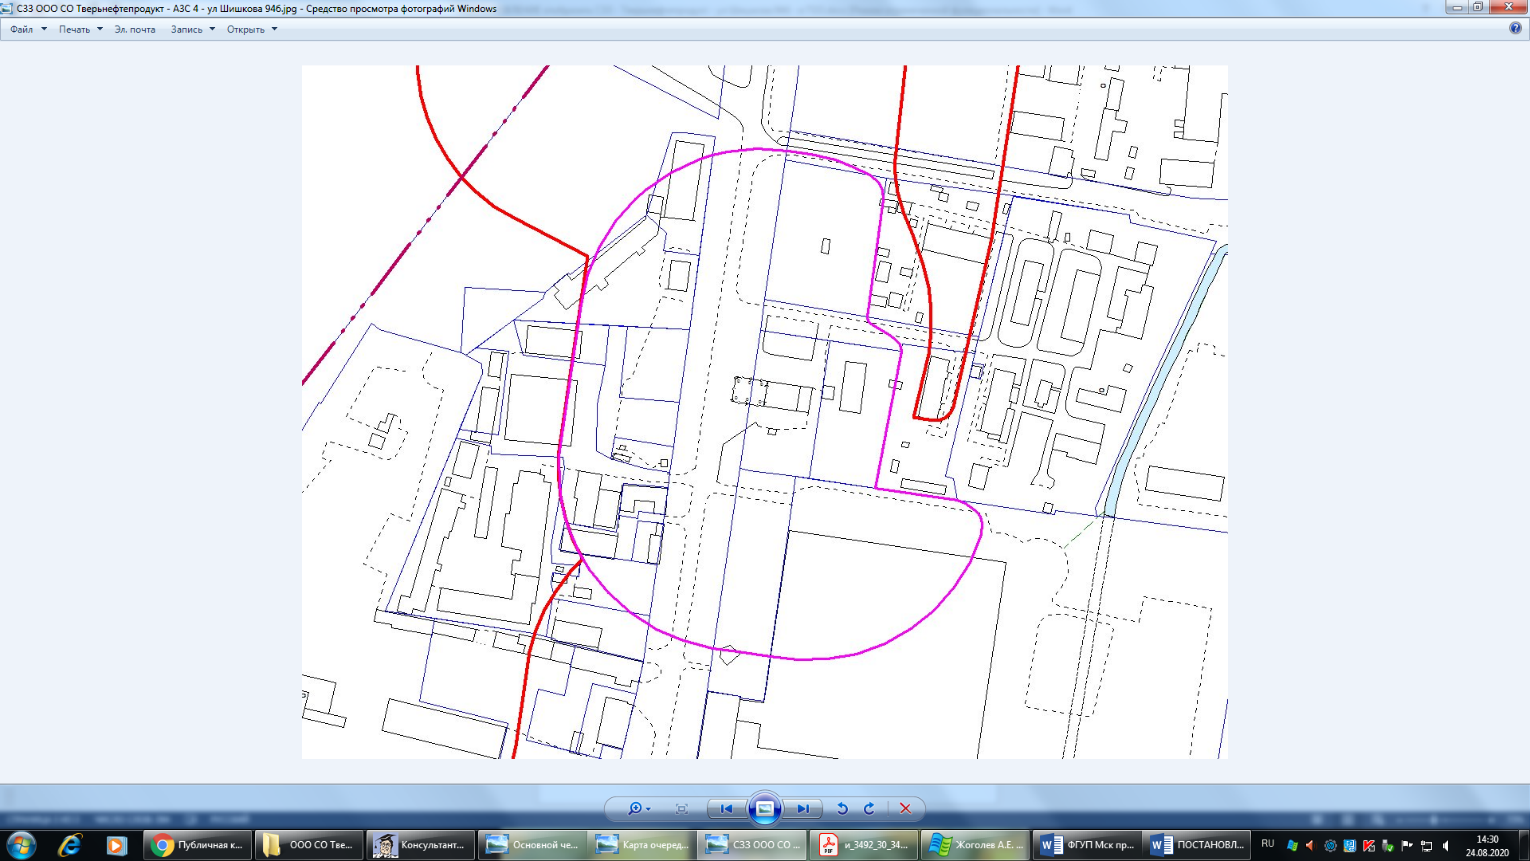 СЗЗ ООО СО Тверьнефтепродукт - АЗС 4 - ул Шишкова 94б.jpg - Средство просмотра фотографий Windows
Файл Печать Эл. почта Запись Открыть
Публичная к... ООО СО Тве... Консультант... Основной че... Карта очеред... СЗЗ ООО СО ... и_3492_30_34... Жоголев А.Е. ... ФГУП Мск пр... ПОСТАНОВЛ... RU 14:30
24.08.2020